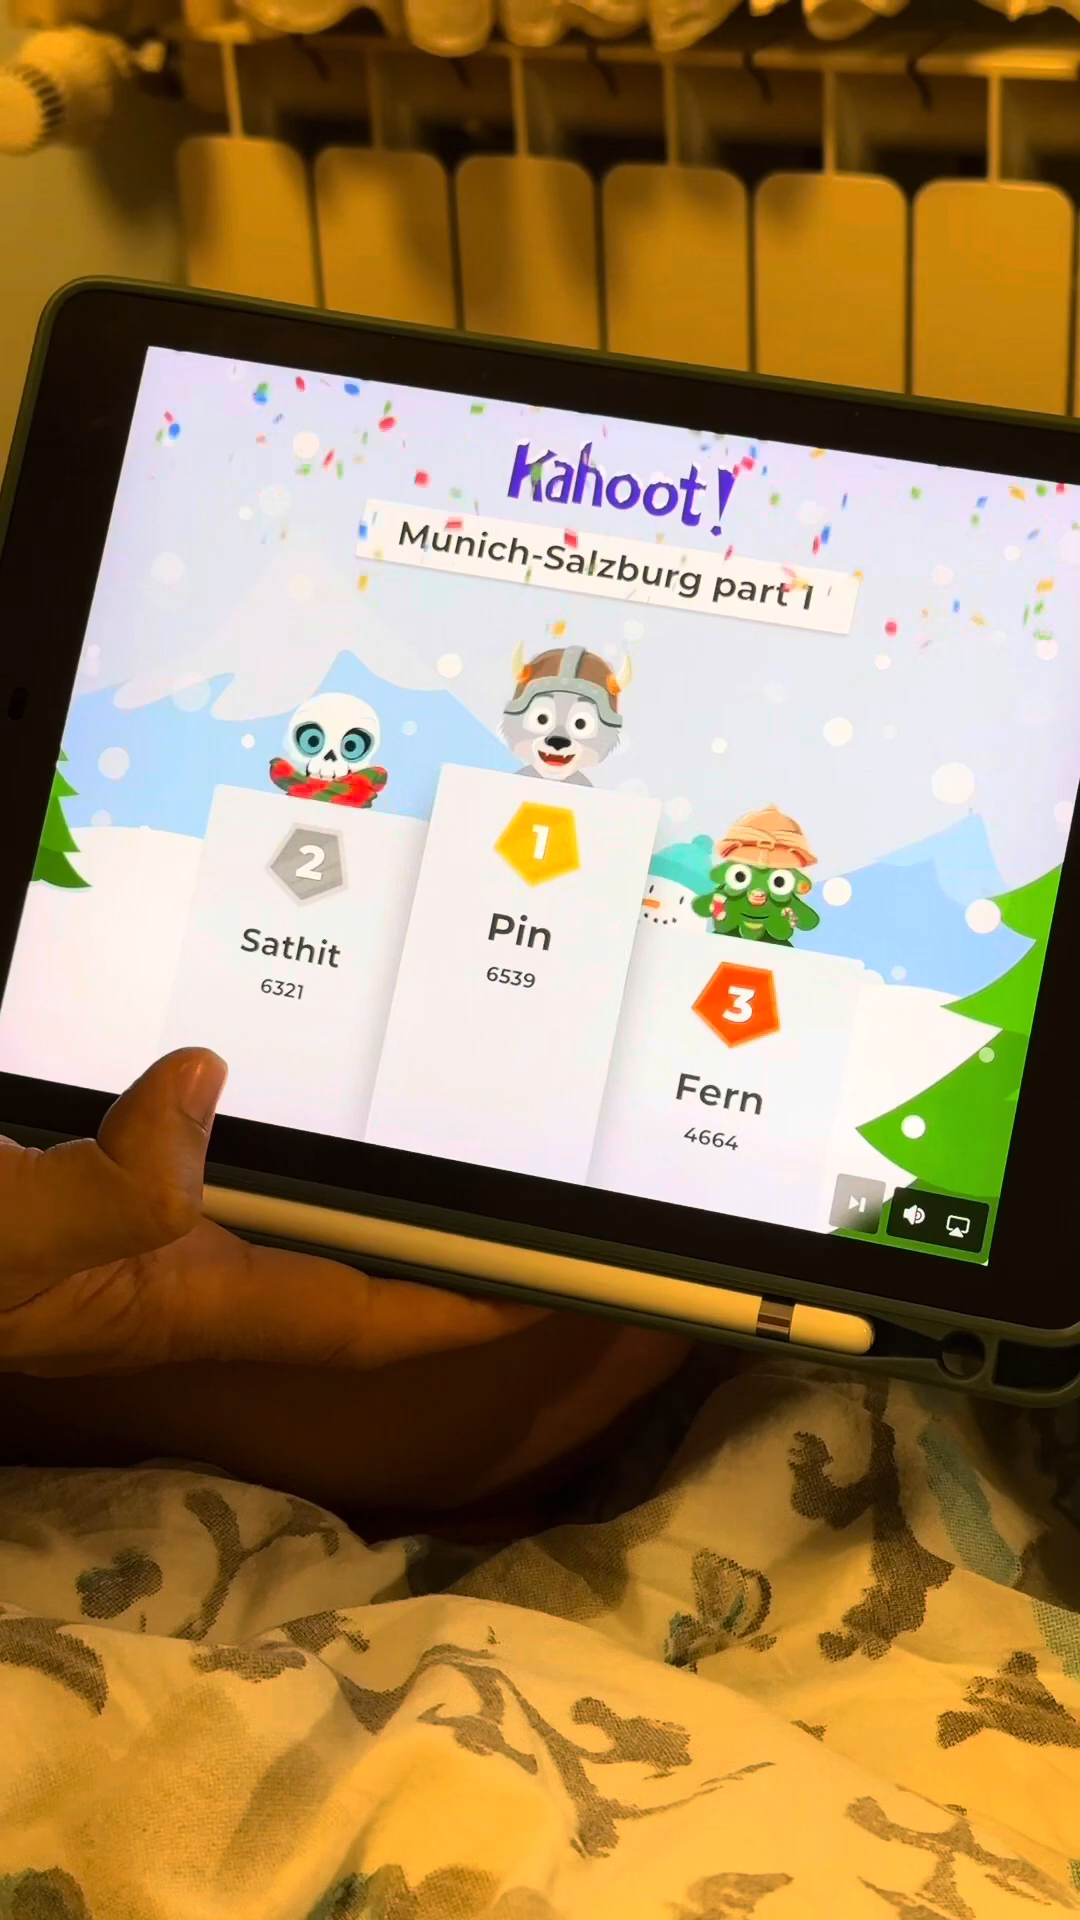 Kahoot!
Munich-Salzburg part 1
1
Pin
6539
2
Sathit
6321
3
Fern
4664